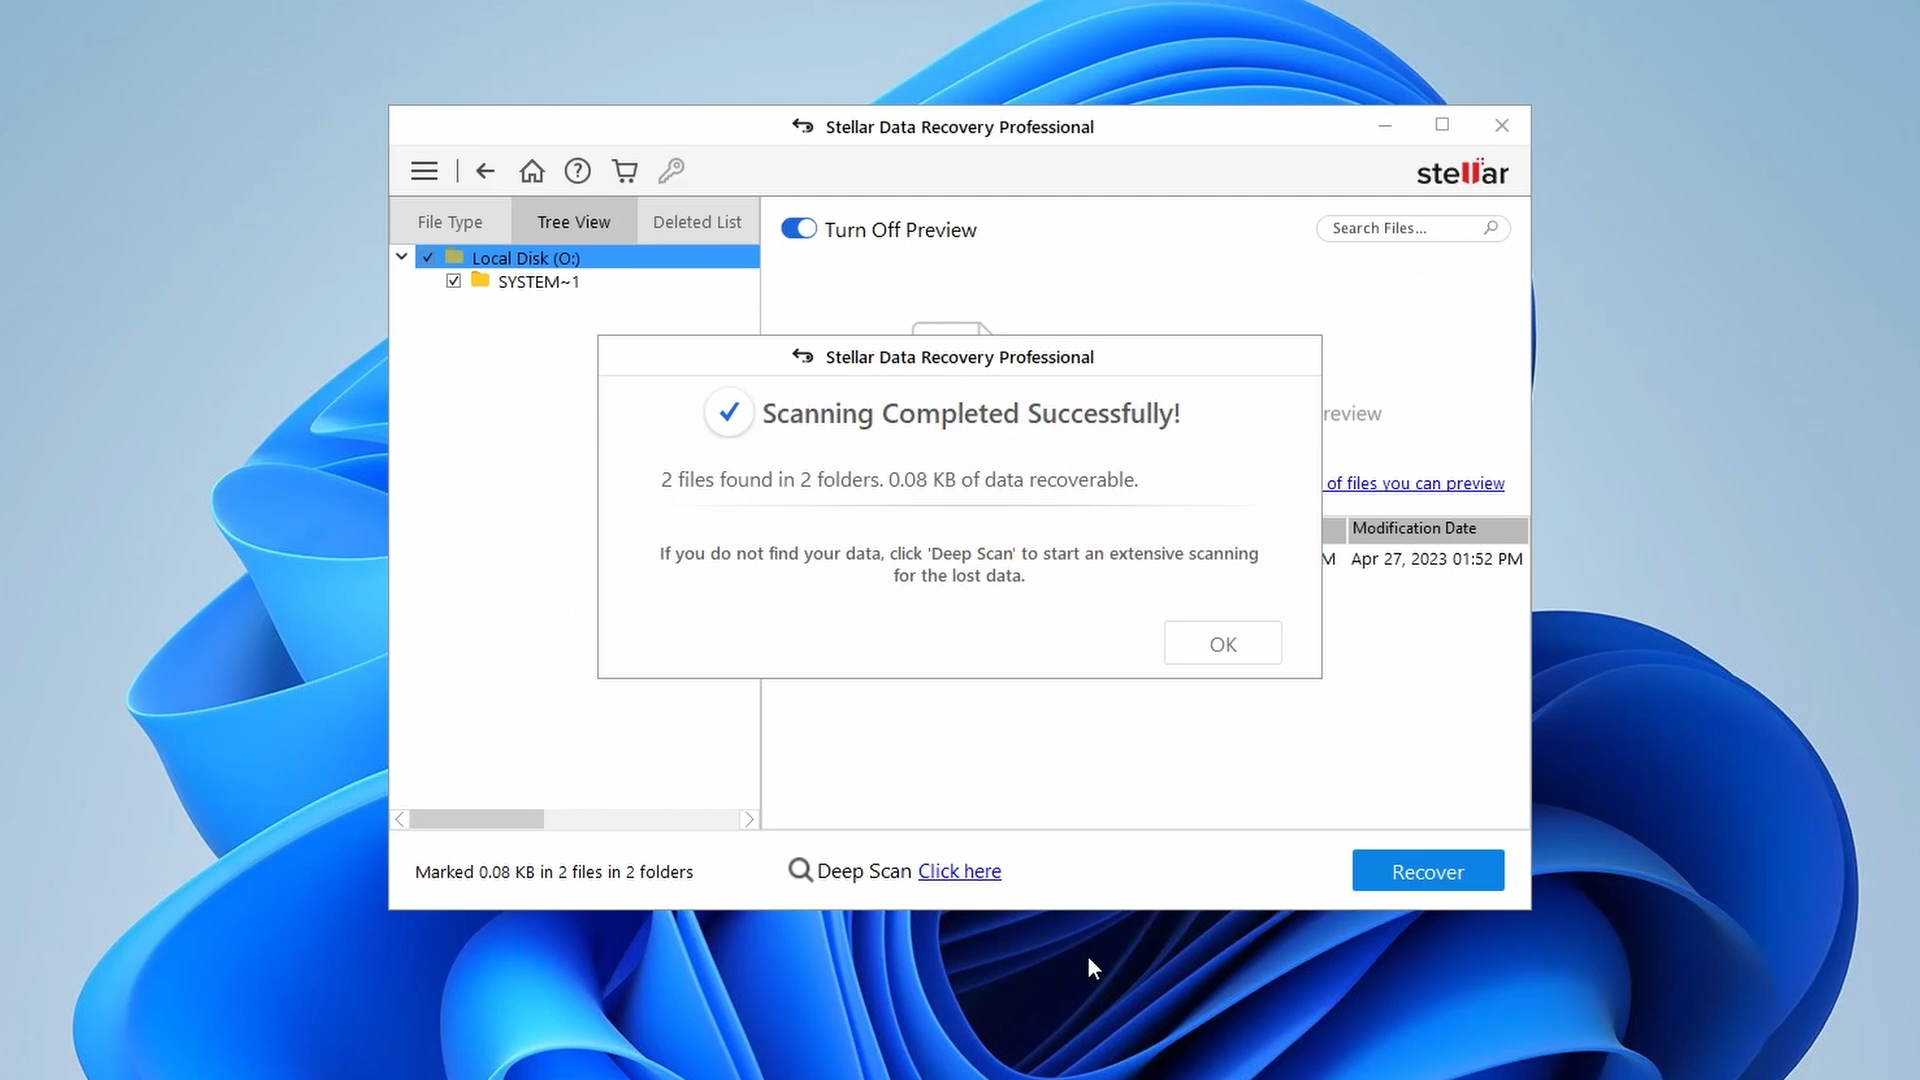 Stellar Data Recovery Professional
stellar
File Type
Tree View
Deleted List
Turn Off Preview
Search Files...
Local Disk (O:)
SYSTEM~1
Stellar Data Recovery Professional
Scanning Completed Successfully!
review
2 files found in 2 folders. 0.08 KB of data recoverable.
of files you can preview
Modification Date
If you do not find your data, click 'Deep Scan' to start an extensive scanning
for the lost data.
M Apr 27, 2023 01:52 PM
OK
Marked 0.08 KB in 2 files in 2 folders
Deep Scan Click here
Recover